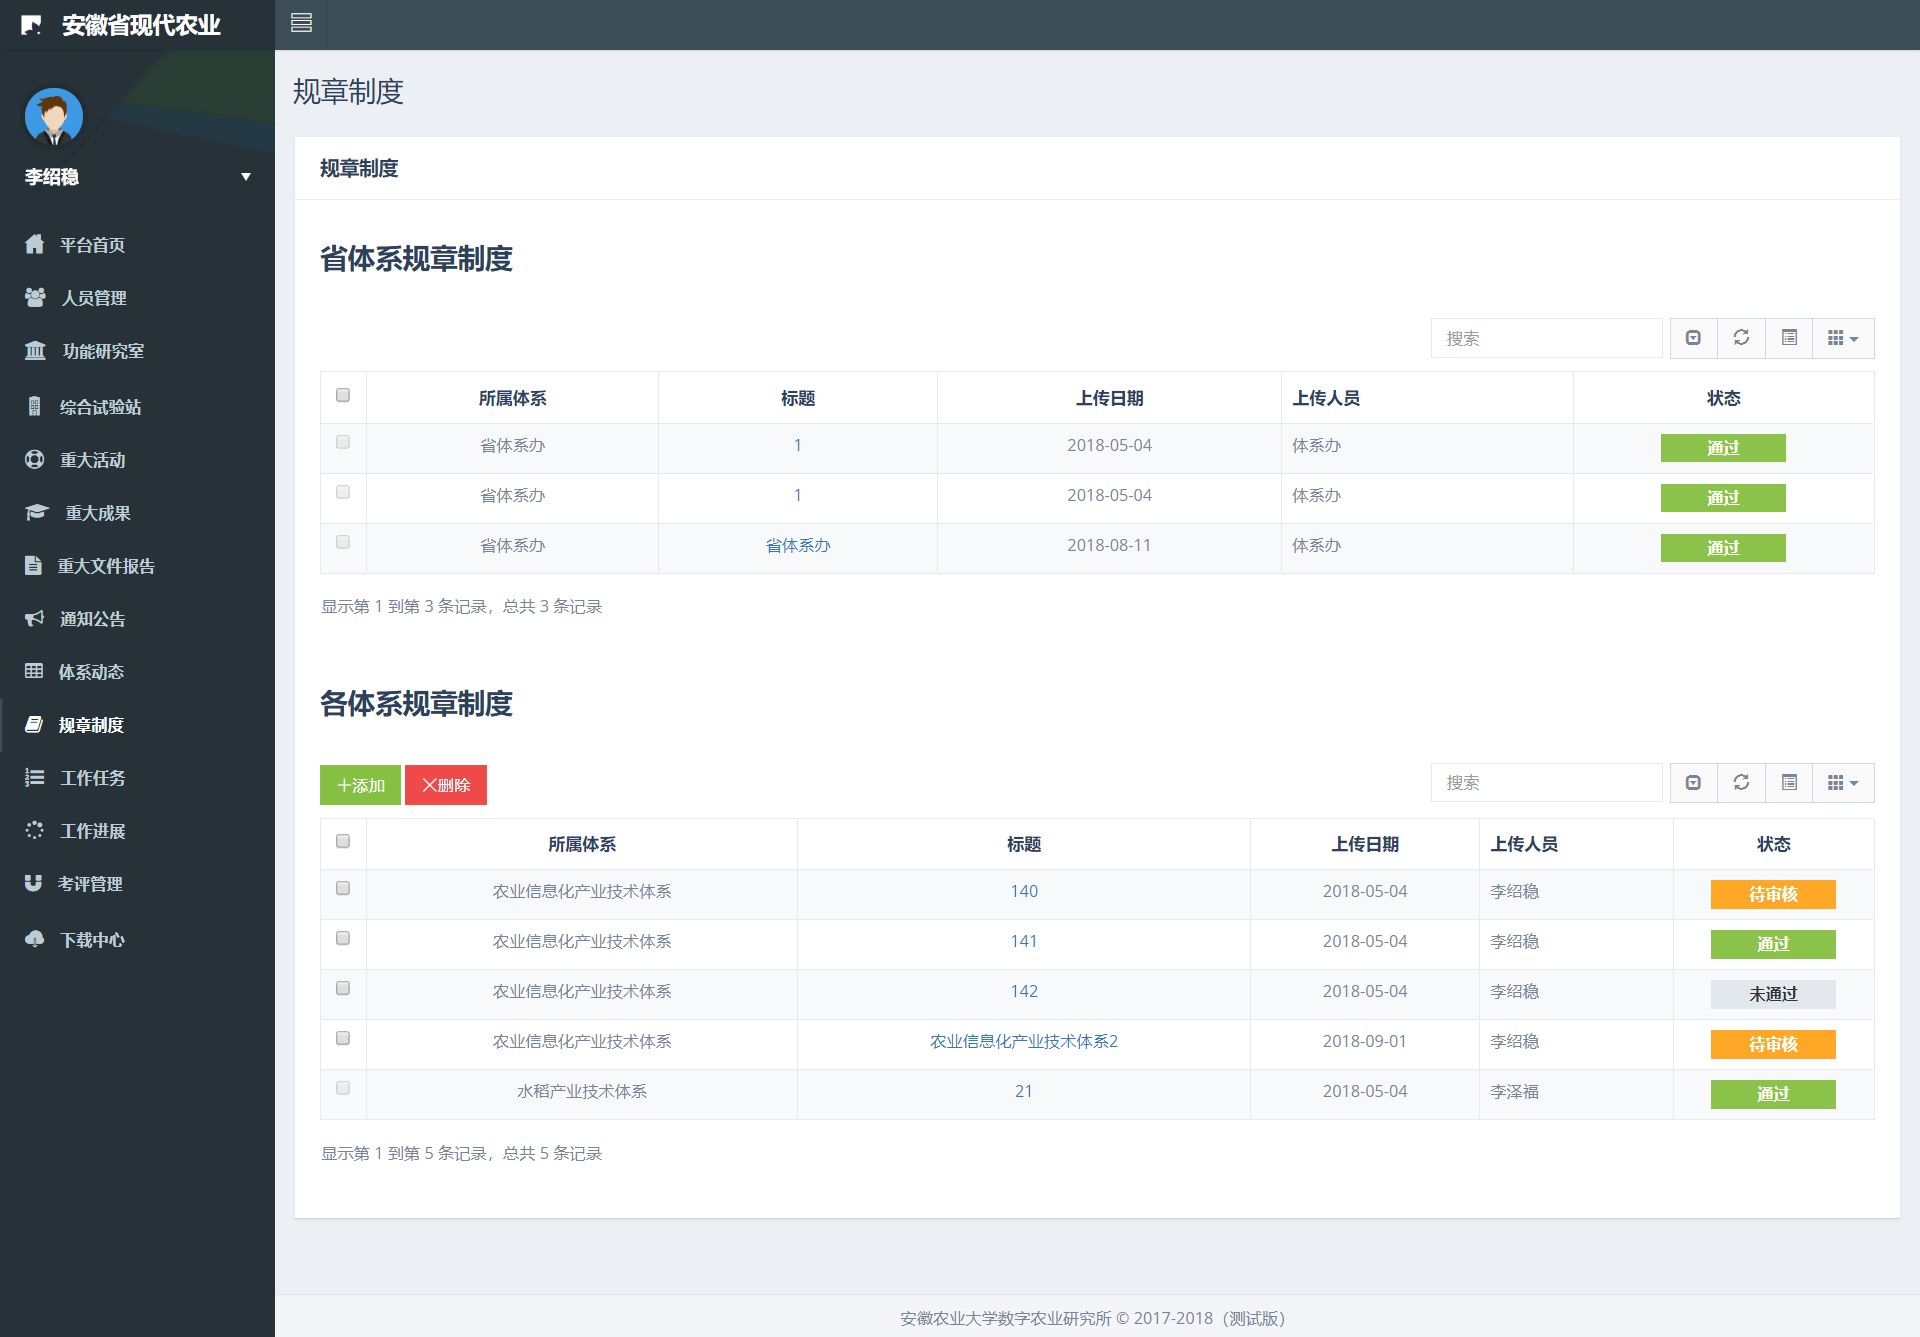 安徽省现代农业
李绍稳
平台首页
人员管理
功能研究室
综合试验站
重大活动
重大成果
重大文件报告
通知公告
体系动态
规章制度
工作任务
工作进展
考评管理
下载中心
规章制度
规章制度
省体系规章制度
搜索
所属体系 标题 上传日期 上传人员 状态
省体系办 1 2018-05-04 体系办 通过
省体系办 1 2018-05-04 体系办 通过
省体系办 省体系办 2018-08-11 体系办 通过
显示第 1 到第 3 条记录，总共 3 条记录
各体系规章制度
添加 删除 搜索
所属体系 标题 上传日期 上传人员 状态
农业信息化产业技术体系 140 2018-05-04 李绍稳 待审核
农业信息化产业技术体系 141 2018-05-04 李绍稳 通过
农业信息化产业技术体系 142 2018-05-04 李绍稳 未通过
农业信息化产业技术体系 农业信息化产业技术体系2 2018-09-01 李绍稳 待审核
水稻产业技术体系 21 2018-05-04 李泽福 通过
显示第 1 到第 5 条记录，总共 5 条记录
安徽农业大学数字农业研究所 © 2017-2018（测试版）